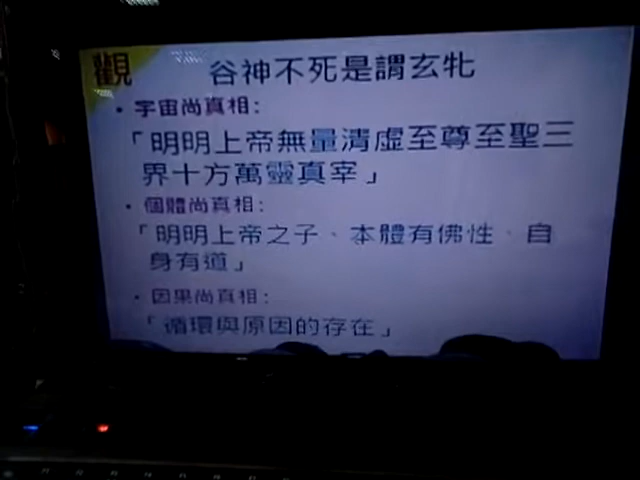 觀
谷神不死是謂玄牝
• 宇宙尚真相:
「明明上帝無量清虛至尊至聖三
界十方萬靈真宰」
• 個體尚真相:
「明明上帝之子、本體有佛性、自
身有道」
• 因果尚真相:
「循環與原因的存在」